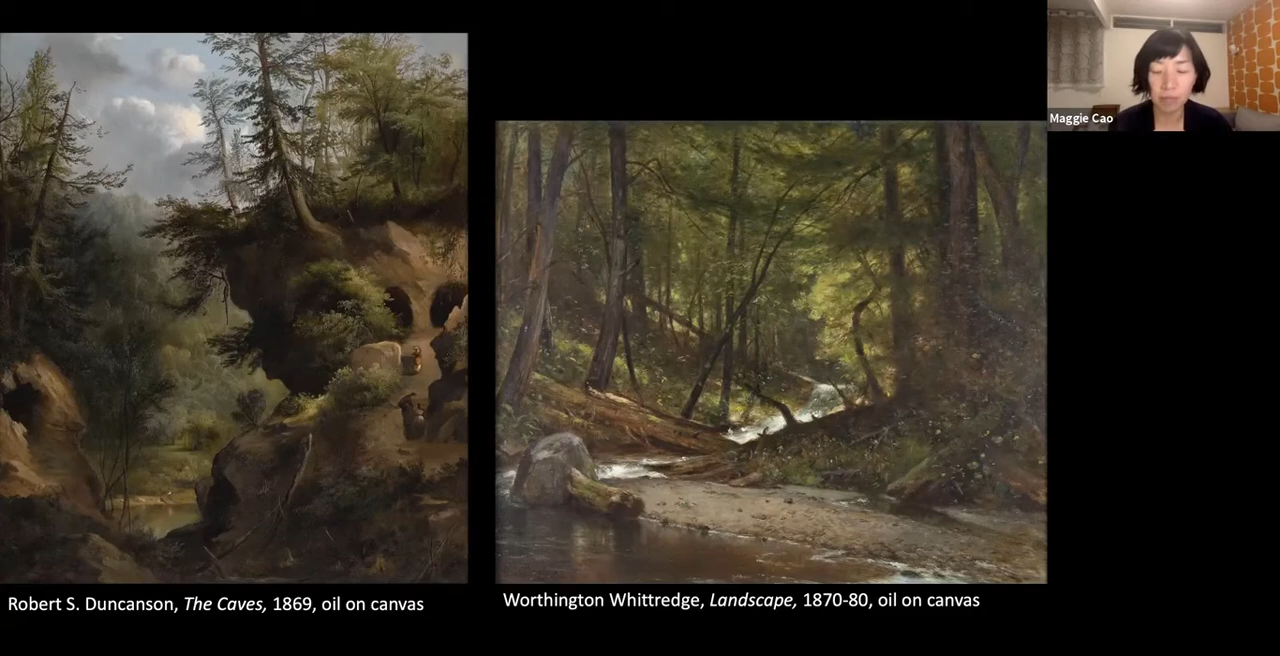 Maggie Cao
Robert S. Duncanson, The Caves, 1869, oil on canvas
Worthington Whittredge, Landscape, 1870-80, oil on canvas